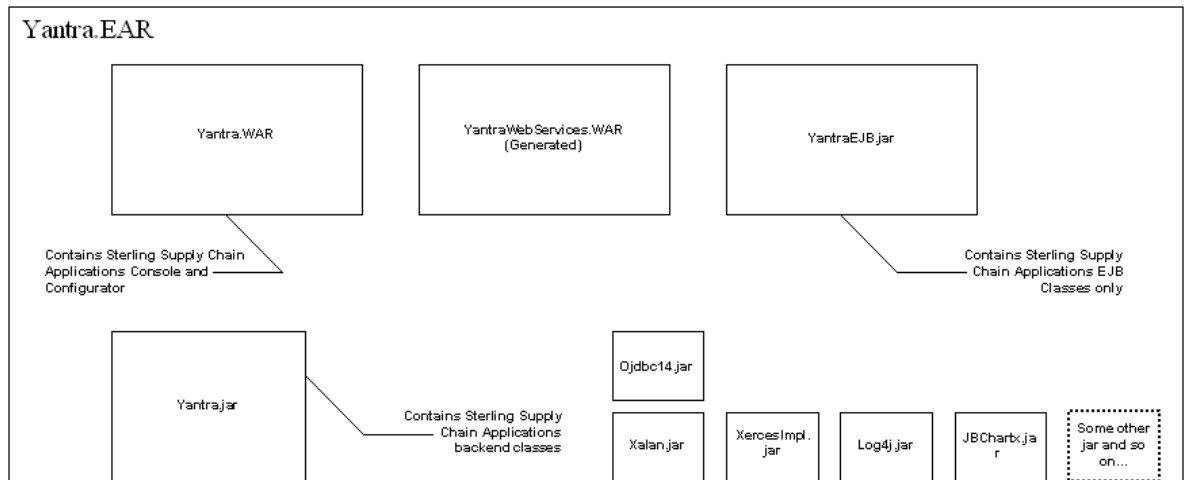 Yantra.EAR
Yantra.WAR
YantraWebServices.WAR
(Generated)
YantraEJB.jar
Contains Sterling Supply Chain
Applications Console and
Configurator
Contains Sterling Supply
Chain Applications EJB
Classes only
Yantra.jar
Contains Sterling Supply
Chain Applications
backend classes
Ojdbc14.jar
Xalan.jar
XercesImpl.
jar
Log4j.jar
JBChartx.ja
r
Some other
jar and so
on...